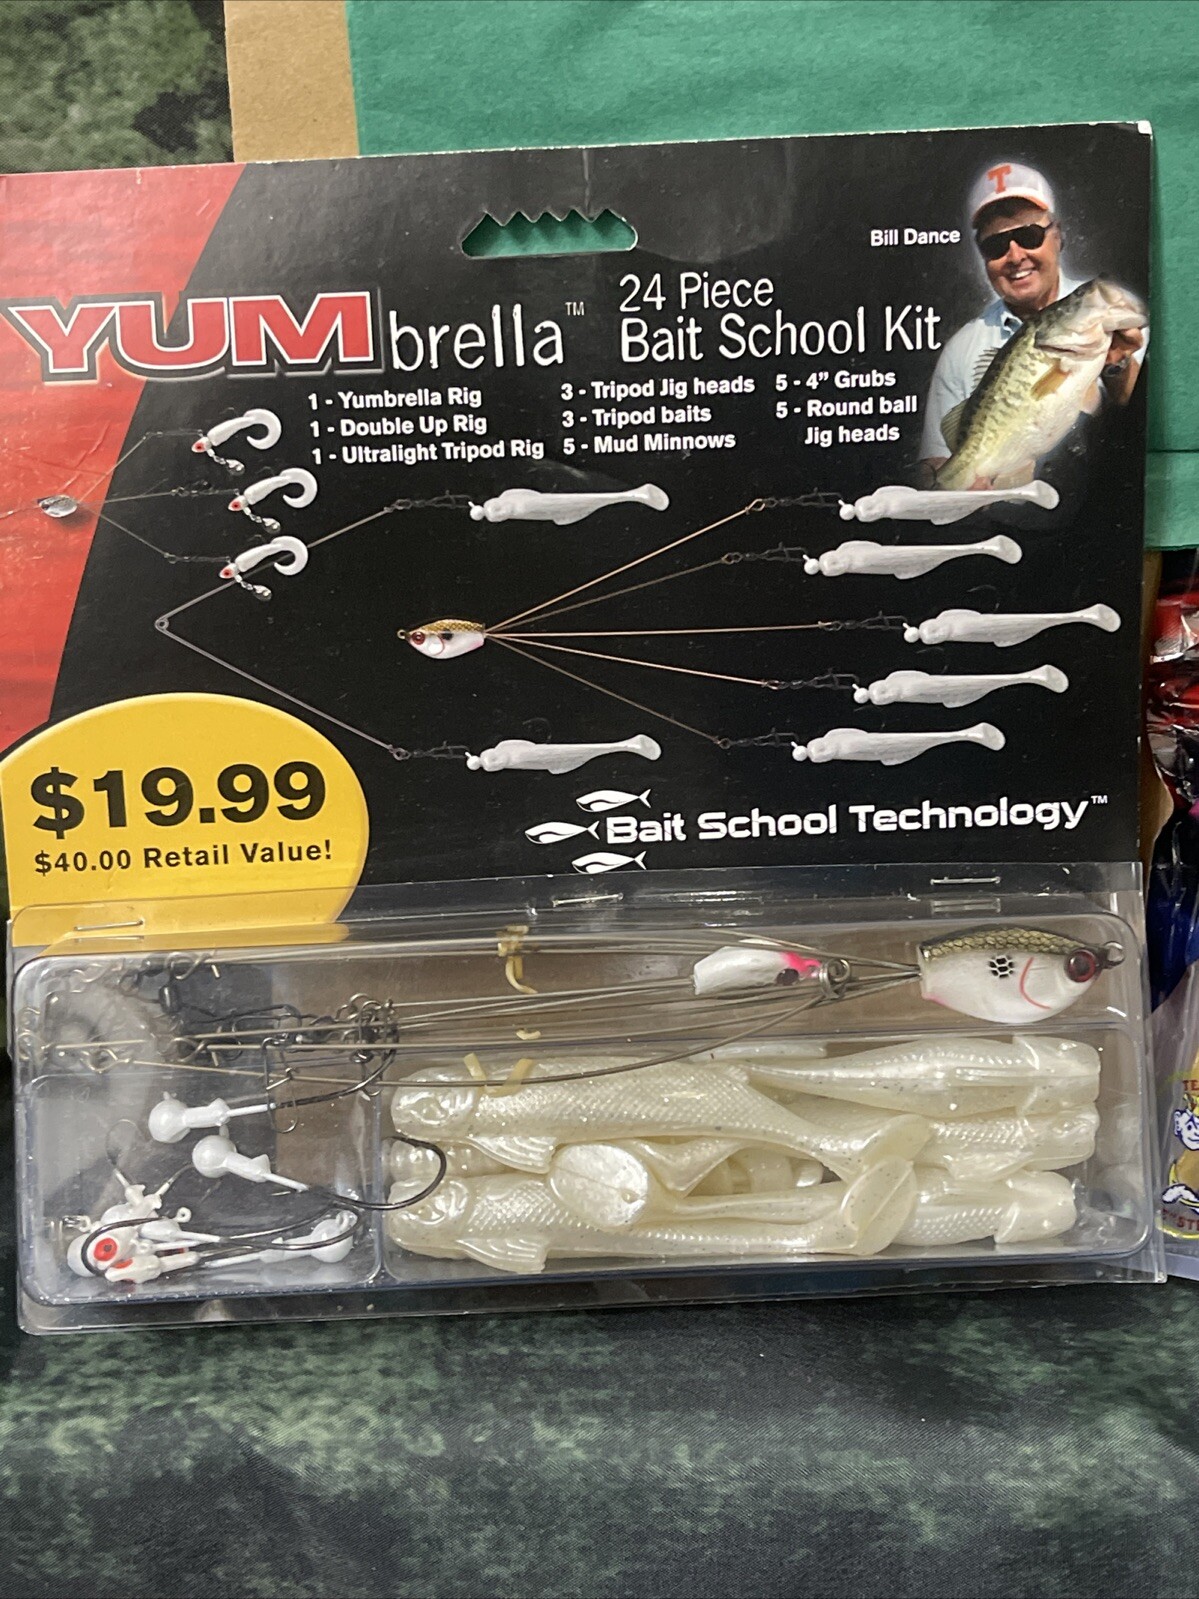 Bill Dance
T
YUMbrella™
24 Piece
Bait School Kit
1 - Yumbrella Rig
1 - Double Up Rig
1 - Ultralight Tripod Rig
3 - Tripod Jig heads
3 - Tripod baits
5 - Mud Minnows
5 - 4" Grubs
5 - Round ball
Jig heads
$19.99
$40.00 Retail Value!
Bait School Technology™